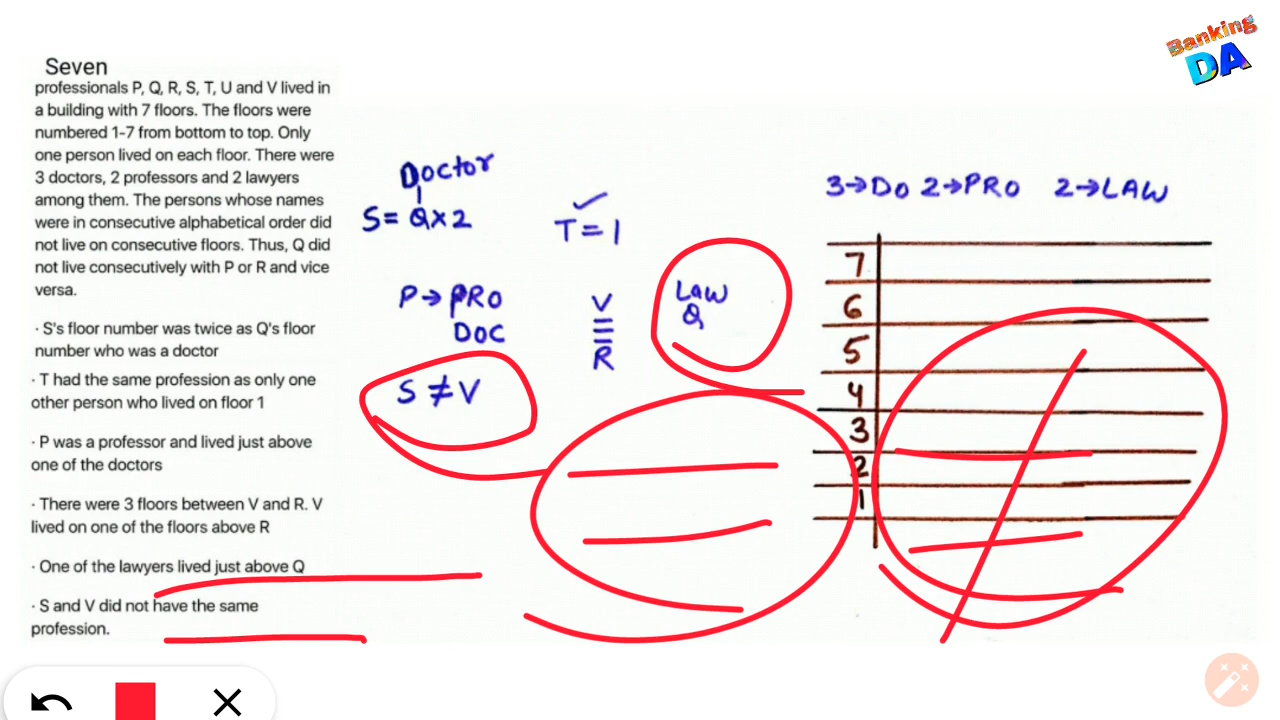 Banking
DA
Seven
professionals P, Q, R, S, T, U and V lived in
a building with 7 floors. The floors were
numbered 1-7 from bottom to top. Only
one person lived on each floor. There were
3 doctors, 2 professors and 2 lawyers
among them. The persons whose names
were in consecutive alphabetical order did
not live on consecutive floors. Thus, Q did
not live consecutively with P or R and vice
versa.
· S's floor number was twice as Q's floor
number who was a doctor
· T had the same profession as only one
other person who lived on floor 1
· P was a professor and lived just above
one of the doctors
· There were 3 floors between V and R. V
lived on one of the floors above R
· One of the lawyers lived just above Q
· S and V did not have the same
profession.
Doctor
S = Q x 2
T = 1
P → PRO
DOC
V
R
Law
Q
S ≠ V
3→DO 2→PRO 2→LAW
7
6
5
4
3
2
1